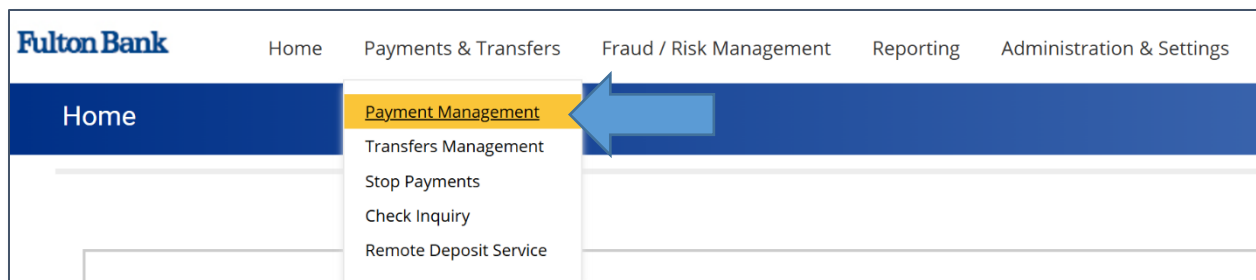 Fulton Bank Home Payments & Transfers Fraud / Risk Management Reporting Administration & Settings
Home
Payment Management
Transfers Management
Stop Payments
Check Inquiry
Remote Deposit Service